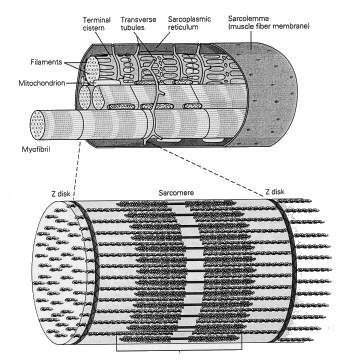 Terminal
cistern
Transverse
tubules
Sarcoplasmic
reticulum
Sarcolemma
(muscle fiber membrane)
Filaments
Mitochondrion
Myofibril
Z disk
Sarcomere
Z disk